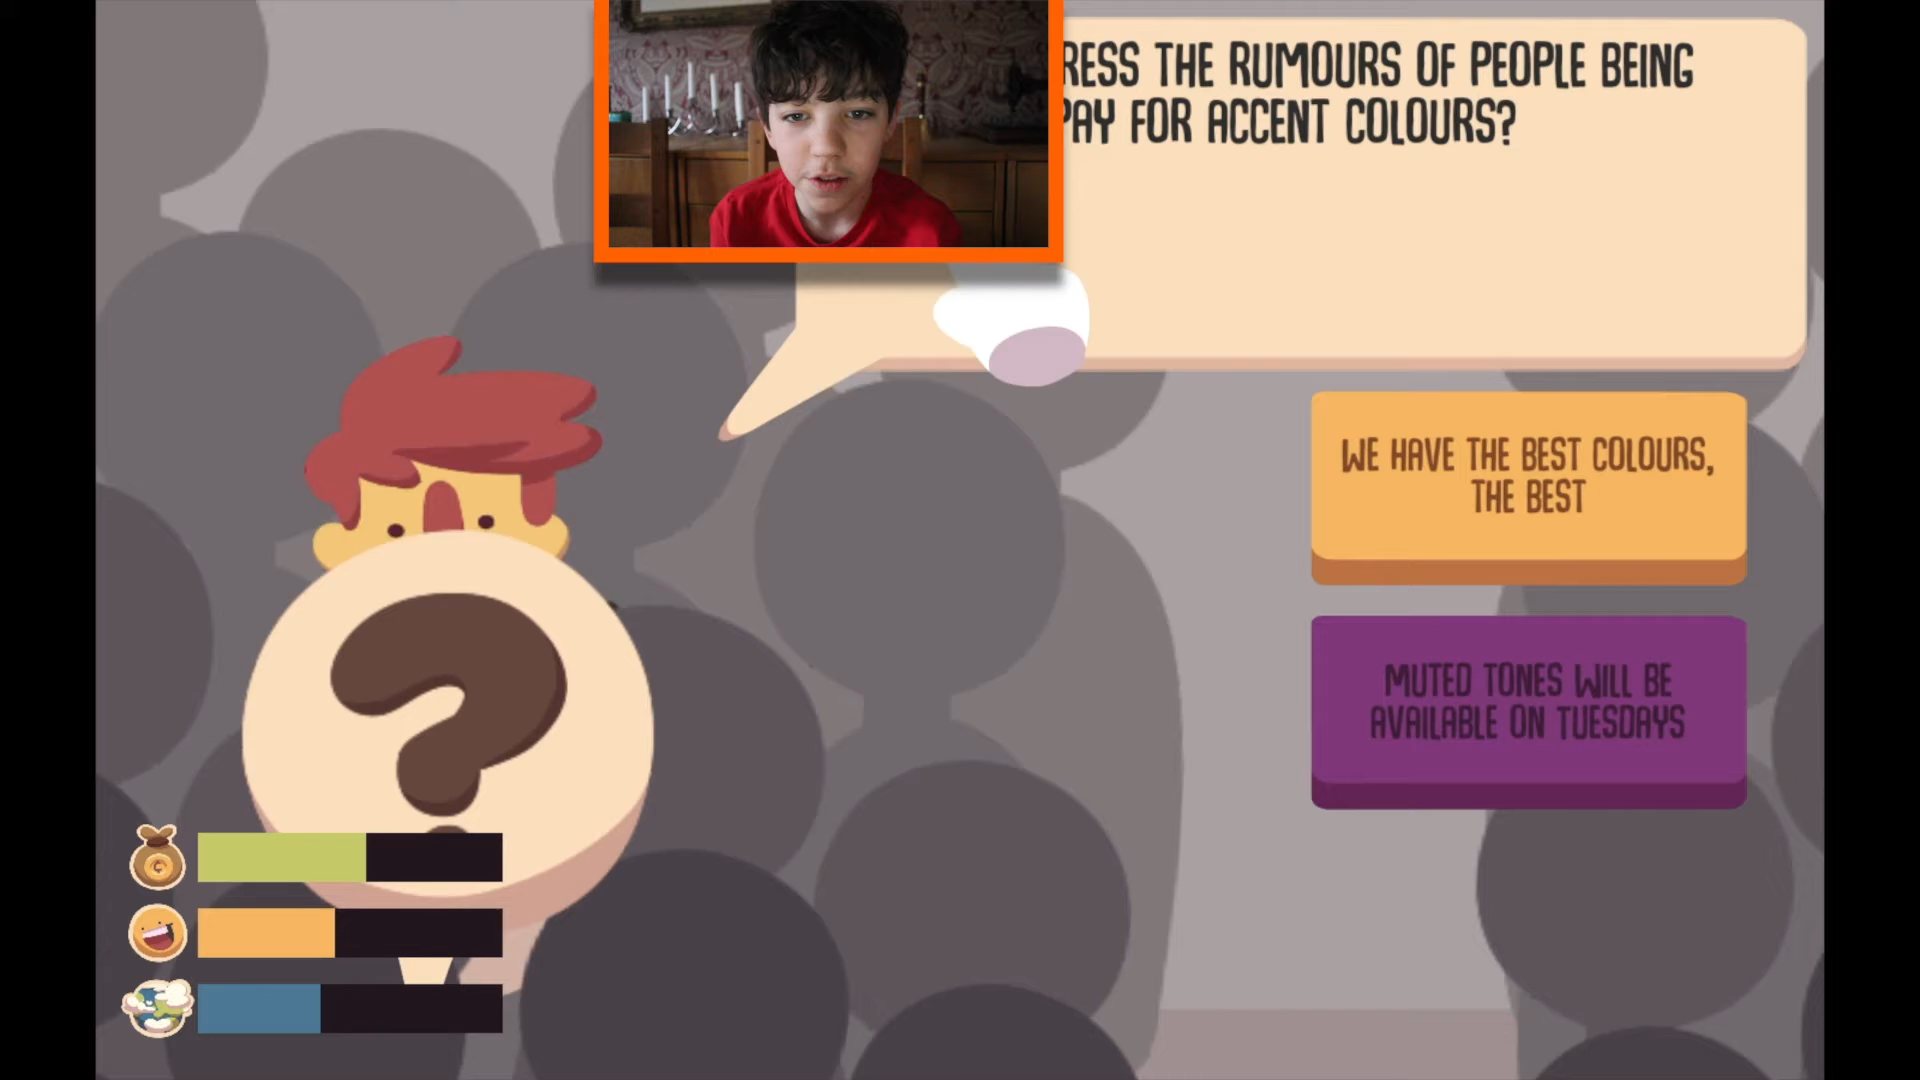 THE RUMOURS OF PEOPLE BEING
PAY FOR ACCENT COLOURS?
WE HAVE THE BEST COLOURS,
THE BEST
MUTED TONES WILL BE
AVAILABLE ON TUESDAYS
?